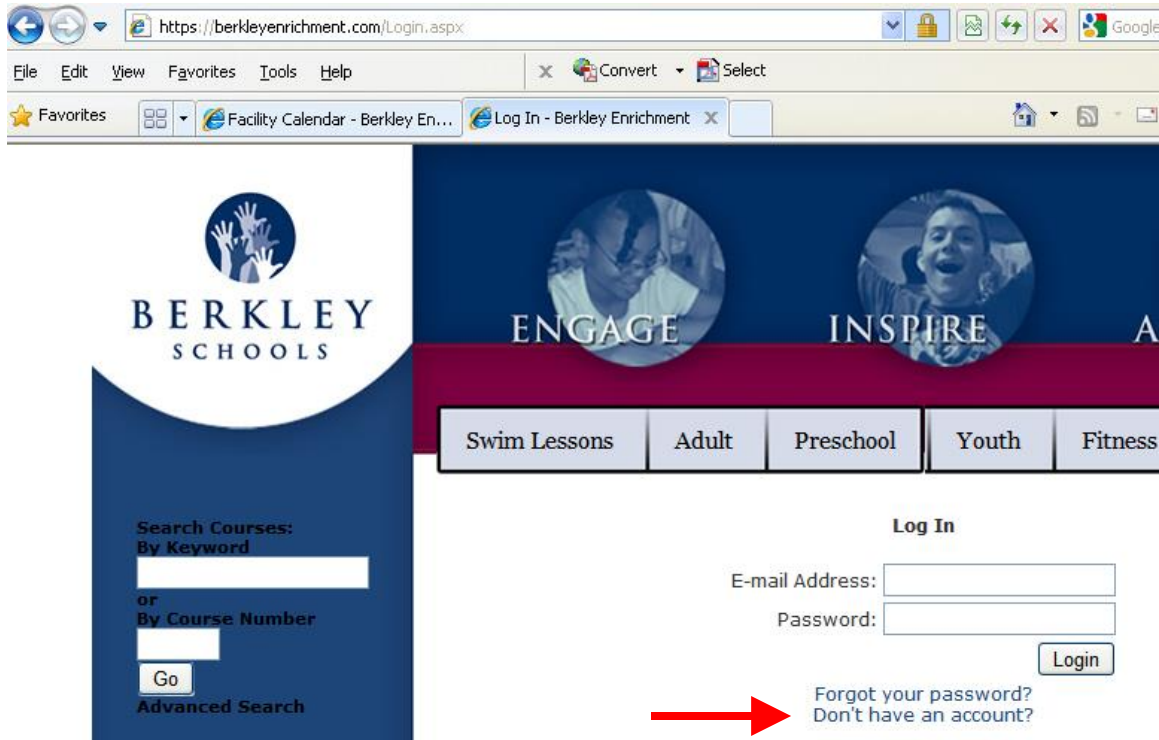 https://berkleyenrichment.com/Login.aspx
Google
File Edit View Favorites Tools Help
x Convert Select
Favorites
Facility Calendar - Berkley En...
Log In - Berkley Enrichment
BERKLEY
SCHOOLS
ENGAGE
INSPIRE
A
Swim Lessons
Adult
Preschool
Youth
Fitness
Search Courses:
By Keyword
or
By Course Number
Go
Advanced Search
Log In
E-mail Address:
Password:
Login
Forgot your password?
Don't have an account?